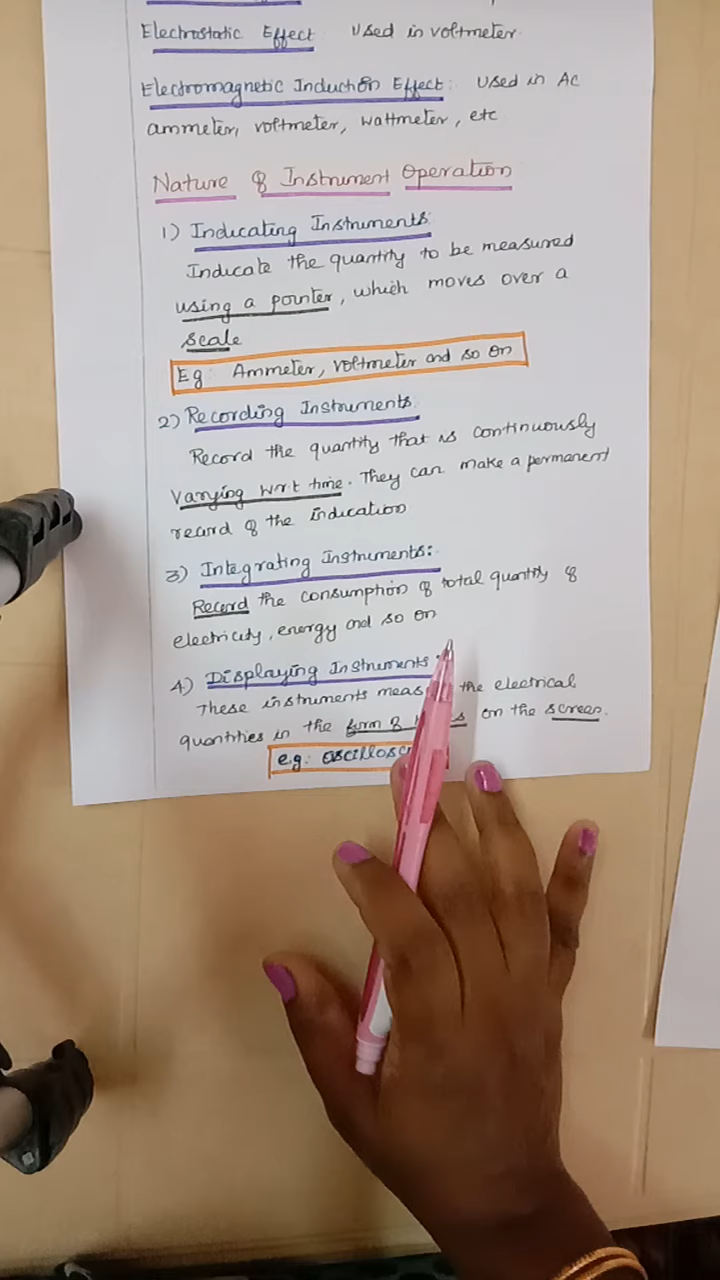 Electrostatic Effect: Used in voltmeter
Electromagnetic Induction Effect: Used in AC
ammeter, voltmeter, wattmeter, etc
Nature of Instrument Operation
1) Indicating Instruments:
Indicate the quantity to be measured
using a pointer, which moves over a
scale
Eg: Ammeter, voltmeter and so on
2) Recording Instruments
Record the quantity that is continuously
varying w.r.t time. They can make a permanent
record of the indication
3) Integrating Instruments:
Record the consumption of total quantity of
electricity, energy and so on
4) Displaying Instruments
These instruments the electrical
quantities in the form of on the screen.
e.g: